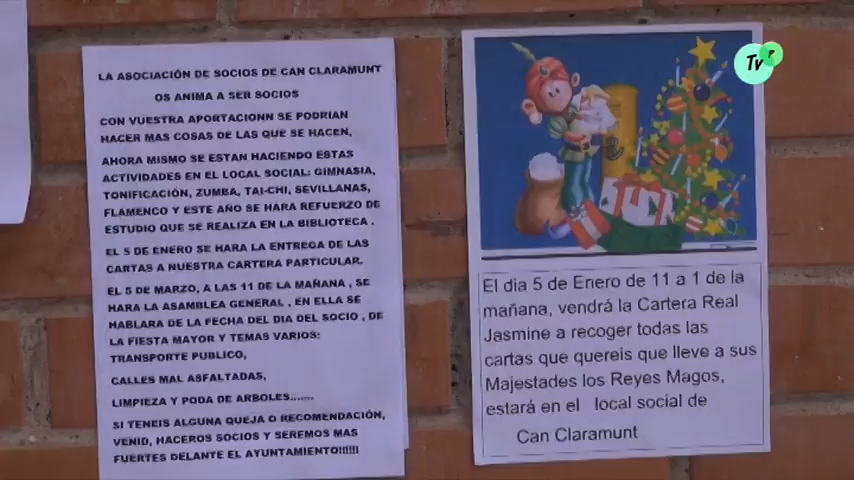 LA ASOCIACIÓN DE SOCIOS DE CAN CLARAMUNT
OS ANIMA A SER SOCIOS
CON VUESTRA APORTACIONN SE PODRIAN
HACER MAS COSAS DE LAS QUE SE HACEN,
AHORA MISMO SE ESTAN HACIENDO ESTAS
ACTIVIDADES EN EL LOCAL SOCIAL: GIMNASIA,
TONIFICACIÓN, ZUMBA, TAI-CHI, SEVILLANAS,
FLAMENCO Y ESTE AÑO SE HARA REFUERZO DE
ESTUDIO QUE SE REALIZA EN LA BIBLIOTECA .
EL 5 DE ENERO SE HARA LA ENTREGA DE LAS
CARTAS A NUESTRA CARTERA PARTICULAR.
EL 5 DE MARZO, A LAS 11 DE LA MAÑANA , SE
HARA LA ASAMBLEA GENERAL , EN ELLA SE
HABLARA DE LA FECHA DEL DIA DEL SOCIO , DE
LA FIESTA MAYOR Y TEMAS VARIOS:
TRANSPORTE PUBLICO,
CALLES MAL ASFALTADAS,
LIMPIEZA Y PODA DE ARBOLES.......
SI TENEIS ALGUNA QUEJA O RECOMENDACIÓN,
VENID, HACEROS SOCIOS Y SEREMOS MAS
FUERTES DELANTE EL AYUNTAMIENTO!!!!!!
Tv P
El dia 5 de Enero de 11 a 1 de la
mañana, vendrá la Cartera Real
Jasmine a recoger todas las
cartas que quereis que lleve a sus
Majestades los Reyes Magos,
estará en el local social de
Can Claramunt